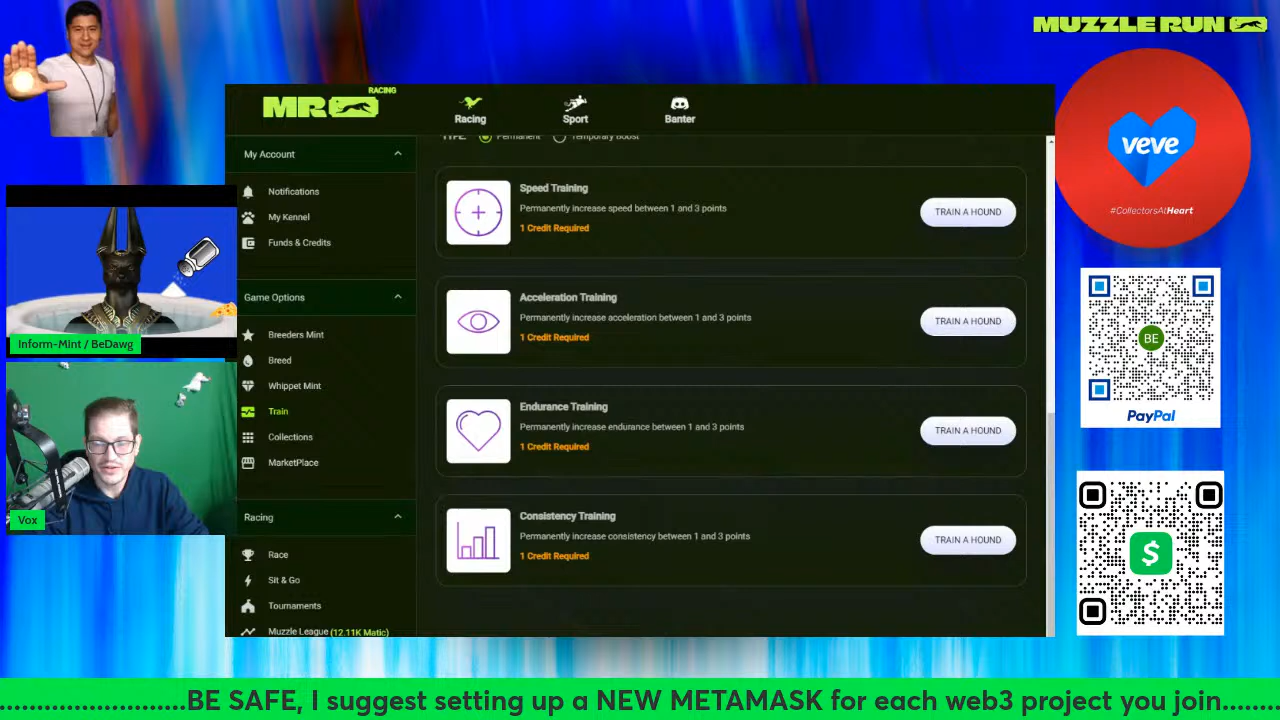 MUZZLE RUN
RACING
MR
Racing
Sport
Banter
TYPE
Permanent
Temporary Boost
My Account
Notifications
My Kennel
Funds & Credits
Game Options
Breeders Mint
Breed
Whippet Mint
Train
Collections
MarketPlace
Racing
Race
Sit & Go
Tournaments
Muzzle League (12.11K Matic)
Speed Training
Permanently increase speed between 1 and 3 points
1 Credit Required
TRAIN A HOUND
Acceleration Training
Permanently increase acceleration between 1 and 3 points
1 Credit Required
TRAIN A HOUND
Endurance Training
Permanently increase endurance between 1 and 3 points
1 Credit Required
TRAIN A HOUND
Consistency Training
Permanently increase consistency between 1 and 3 points
1 Credit Required
TRAIN A HOUND
Inform-Mint / BeDawg
Vox
veve
#CollectorsAtHeart
BE
PayPal
$
........................BE SAFE, I suggest setting up a NEW METAMASK for each web3 project you join........